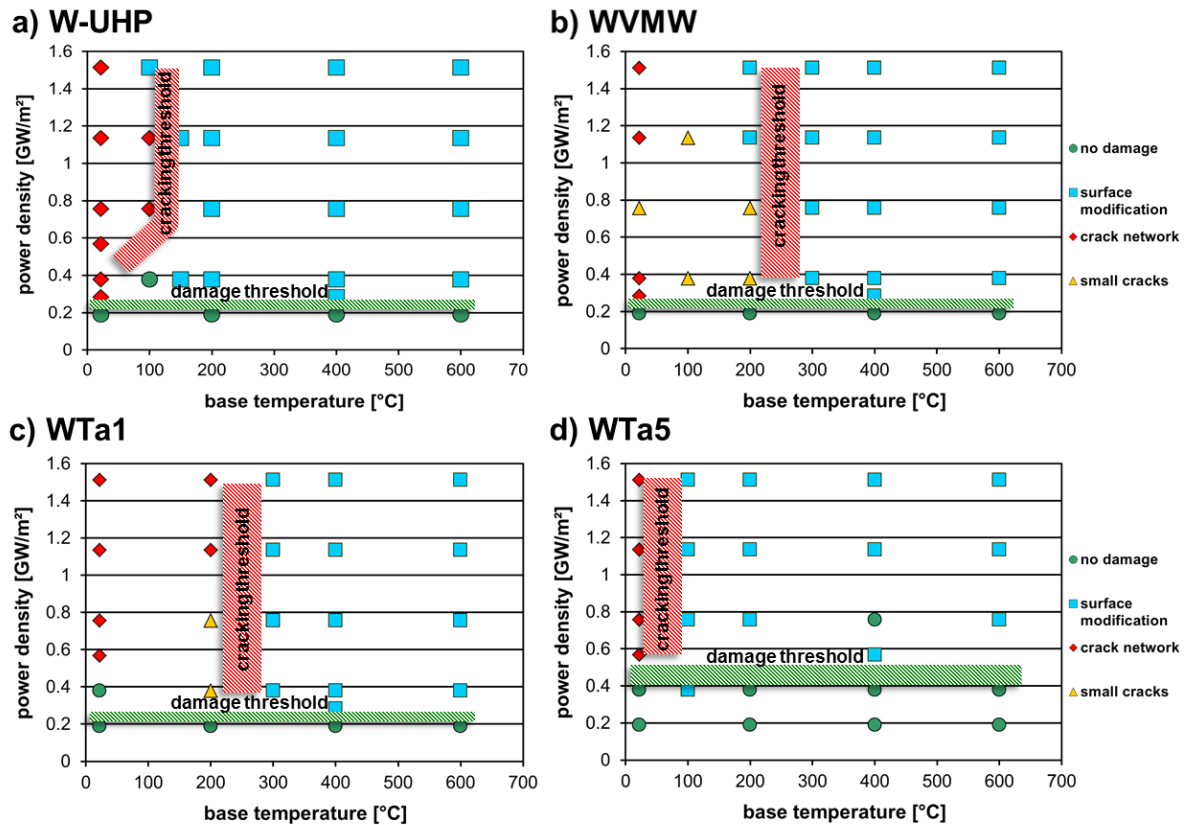 a) W-UHP
power density [GW/m²]
1.6
1.4
1.2
1
0.8
0.6
0.4
0.2
0
cracking threshold
damage threshold
0 100 200 300 400 500 600 70
base temperature [°C]
b) WVMW
power density [GW/m²]
1.6
1.4
1.2
1
0.8
0.6
0.4
0.2
0
cracking threshold
damage threshold
0 100 200 300 400 500 600 700
base temperature [°C]
no damage
surface
modification
crack network
small cracks
c) WTa1
power density [GW/m²]
1.6
1.4
1.2
1
0.8
0.6
0.4
0.2
0
cracking threshold
damage threshold
0 100 200 300 400 500 600 700
base temperature [°C]
d) WTa5
power density [GW/m²]
1.6
1.4
1.2
1
0.8
0.6
0.4
0.2
0
cracking threshold
damage threshold
0 100 200 300 400 500 600 700
base temperature [°C]
no damage
surface
modification
crack network
small cracks